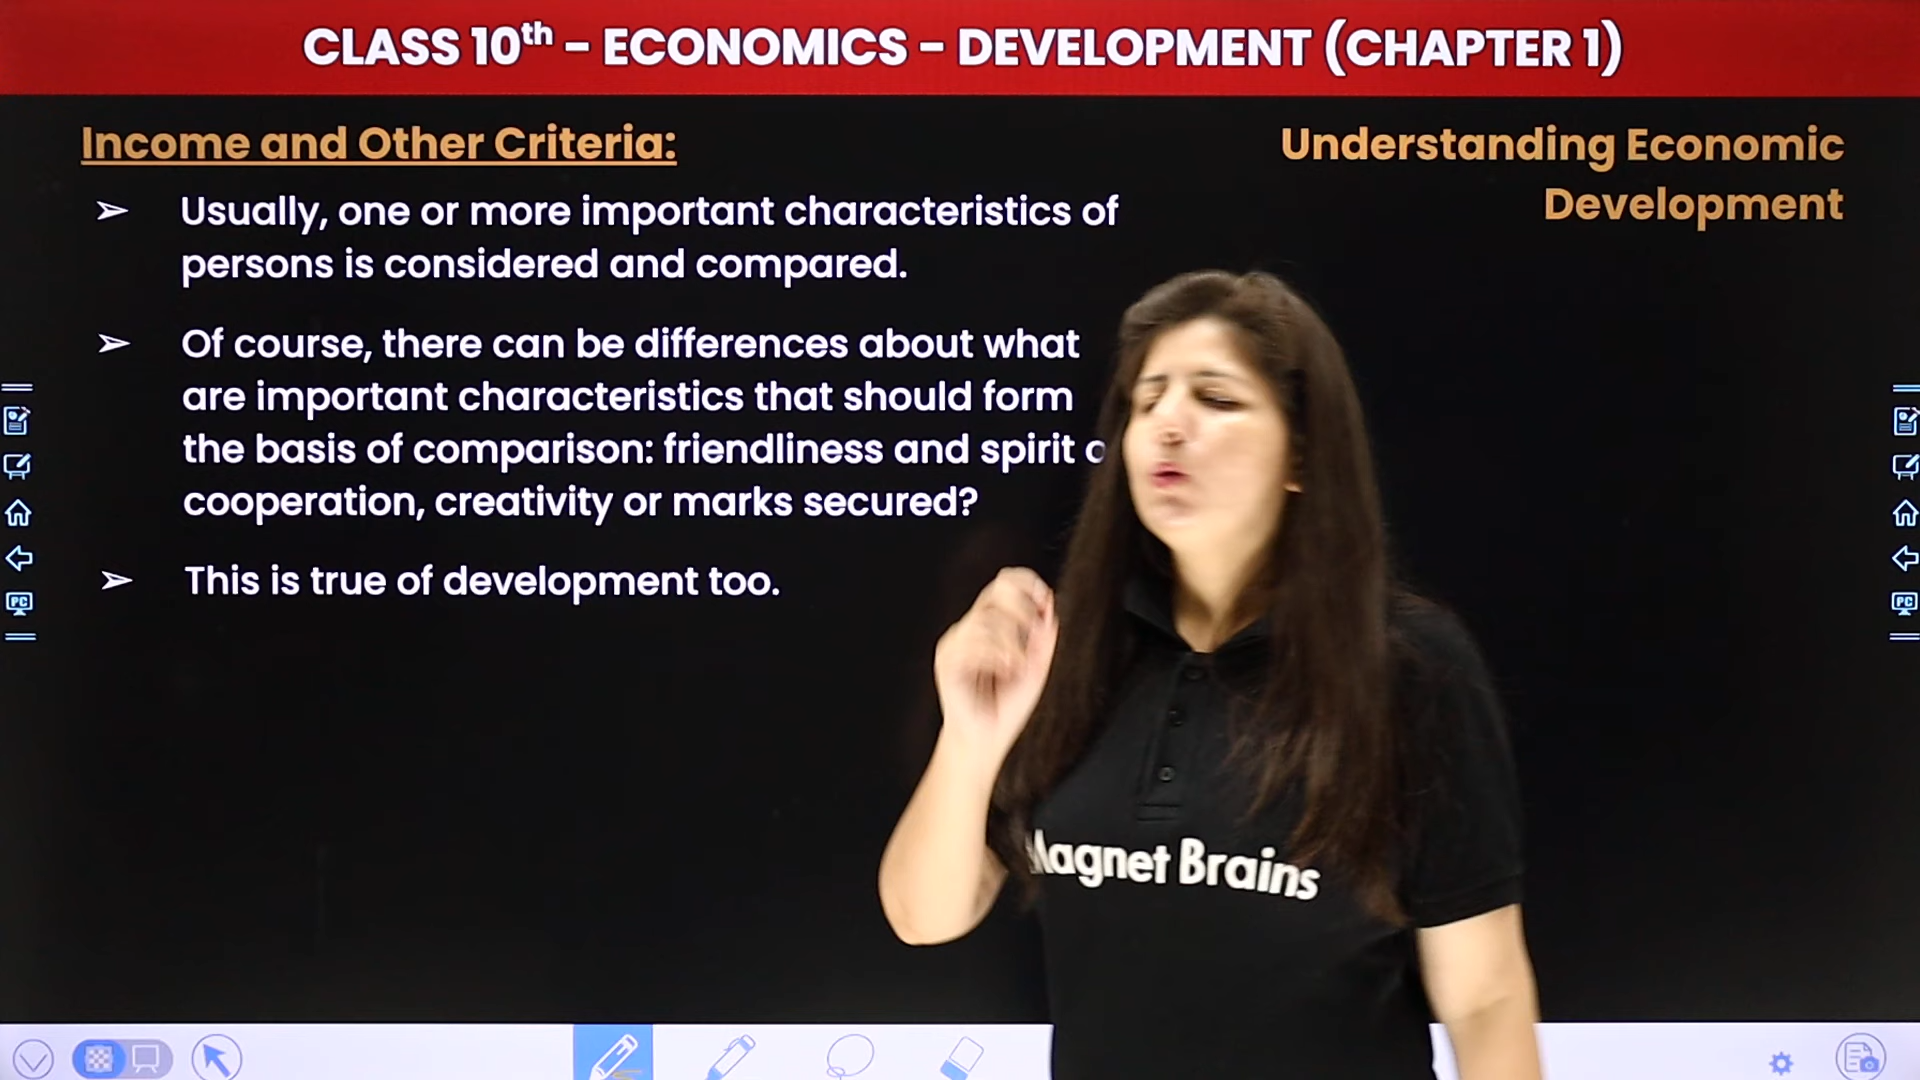 CLASS 10th - ECONOMICS - DEVELOPMENT (CHAPTER 1)
Income and Other Criteria:
Understanding Economic
Development
➢ Usually, one or more important characteristics of
persons is considered and compared.
➢ Of course, there can be differences about what
are important characteristics that should form
the basis of comparison: friendliness and spirit
cooperation, creativity or marks secured?
➢ This is true of development too.
Magnet Brains
PC
PC